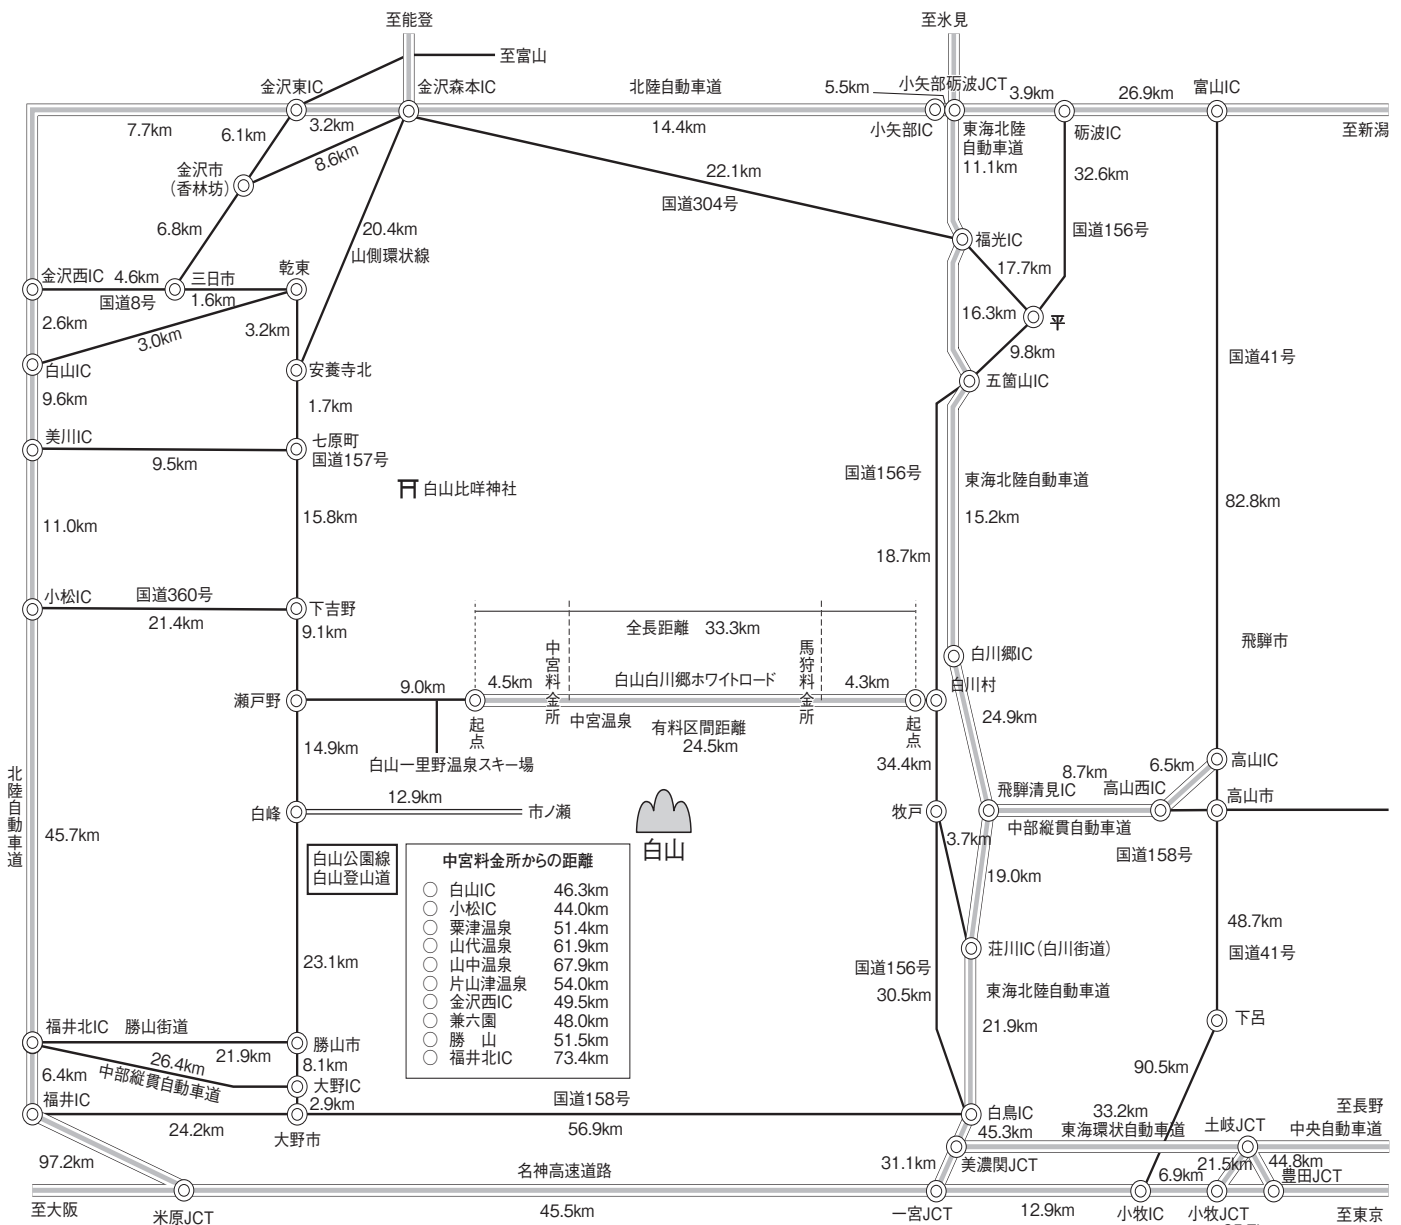 至能登
至氷見
至富山
金沢東IC
金沢森本IC
北陸自動車道
5.5km
小矢部砺波JCT
3.9km
26.9km
富山IC
7.7km
6.1km
3.2km
14.4km
小矢部IC
東海北陸
自動車道
11.1km
砺波IC
至新潟
金沢市
（香林坊）
8.6km
22.1km
国道304号
32.6km
国道156号
6.8km
20.4km
山側環状線
福光IC
17.7km
金沢西IC
4.6km
三日市
乾東
国道8号
1.6km
2.6km
3.0km
3.2km
16.3km
平
9.8km
国道41号
白山IC
安養寺北
五箇山IC
9.6km
1.7km
美川IC
七原町
国道157号
9.5km
白山比咩神社
国道156号
東海北陸自動車道
15.2km
82.8km
11.0km
15.8km
18.7km
小松IC
国道360号
21.4km
下吉野
9.1km
全長距離 33.3km
飛騨市
中宮料金所
馬狩料金所
白川郷IC
瀬戸野
9.0km
4.5km
白山白川郷ホワイトロード
4.3km
白川村
起点
中宮温泉
有料区間距離
24.5km
起点
24.9km
14.9km
白山一里野温泉スキー場
34.4km
8.7km
6.5km
高山IC
北陸自動車道
白峰
12.9km
市ノ瀬
白山
牧戸
飛騨清見IC
高山西IC
高山市
45.7km
3.7km
中部縦貫自動車道
国道158号
白山公園線
白山登山道
19.0km
中宮料金所からの距離
○ 白山IC 46.3km
○ 小松IC 44.0km
○ 粟津温泉 51.4km
○ 山代温泉 61.9km
○ 山中温泉 67.9km
○ 片山津温泉 54.0km
○ 金沢西IC 49.5km
○ 兼六園 48.0km
○ 勝　山 51.5km
○ 福井北IC 73.4km
48.7km
国道41号
23.1km
荘川IC（白川街道）
国道156号
30.5km
東海北陸自動車道
21.9km
下呂
福井北IC
勝山街道
21.9km
勝山市
8.1km
26.4km
中部縦貫自動車道
6.4km
大野IC
2.9km
90.5km
福井IC
24.2km
大野市
国道158号
56.9km
白鳥IC
45.3km
33.2km
東海環状自動車道
土岐JCT
至長野
中央自動車道
97.2km
名神高速道路
31.1km
美濃関JCT
6.9km
21.5km
44.8km
豊田JCT
至大阪
米原JCT
45.5km
一宮JCT
12.9km
小牧IC
小牧JCT
至東京